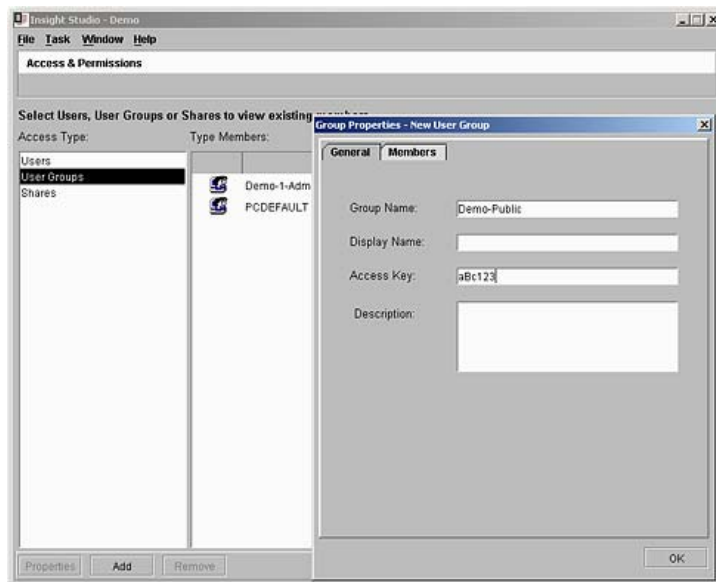 Insight Studio - Demo
File Task Window Help
Access & Permissions
Select Users, User Groups or Shares to view existing members
Access Type:
Type Members:
Users
User Groups
Shares
Demo-1-Adm
PCDEFAULT
Group Properties - New User Group
General Members
Group Name: Demo-Public
Display Name:
Access Key: aBc123
Description:
Properties Add Remove
OK